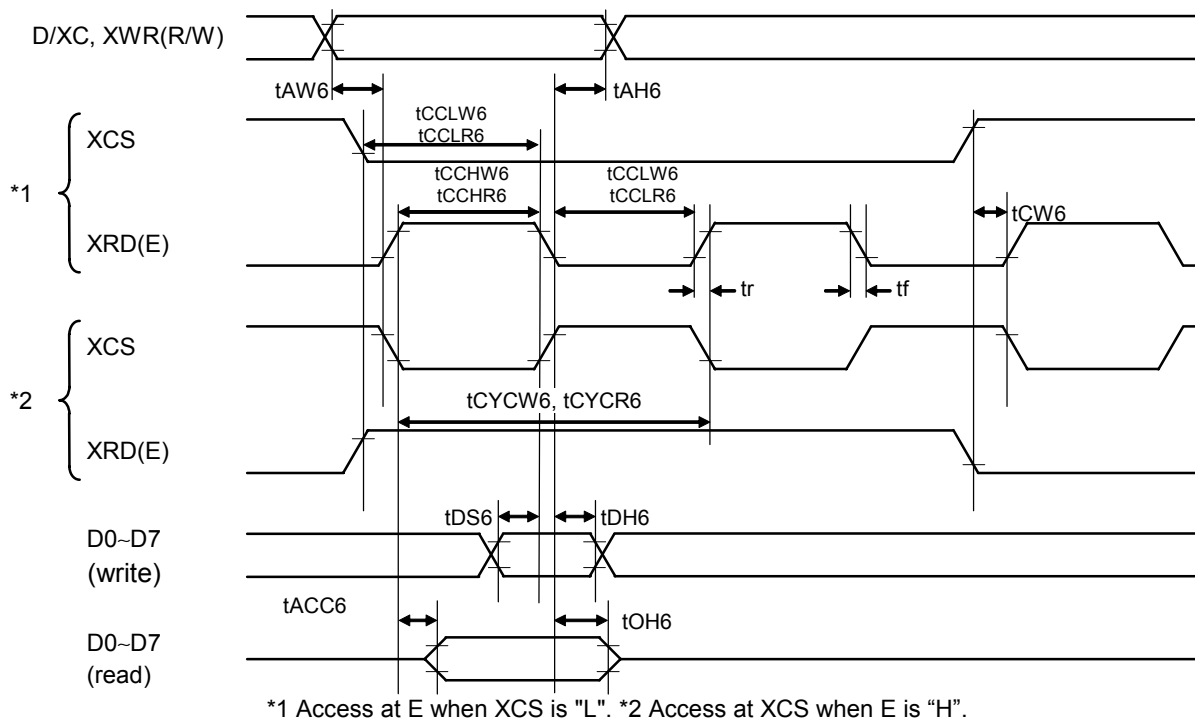 D/XC, XWR(R/W)
tAW6
tAH6
tCCLW6
tCCLR6
XCS
tCCHW6
tCCHR6
tCCLW6
tCCLR6
*1
tCW6
XRD(E)
tr
tf
XCS
*2
tCYCW6, tCYCR6
XRD(E)
tDS6
tDH6
D0~D7
(write)
tACC6
tOH6
D0~D7
(read)
*1 Access at E when XCS is "L". *2 Access at XCS when E is “H”.